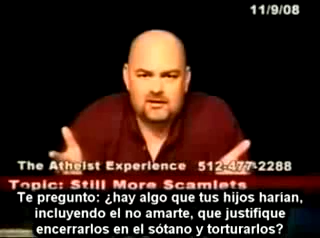 11/9/08
The Atheist Experience 512-477-2288
Topic: Still More Scamlets
Te pregunto: ¿hay algo que tus hijos harían,
incluyendo el no amarte, que justifique
encerrarlos en el sótano y torturarlos?